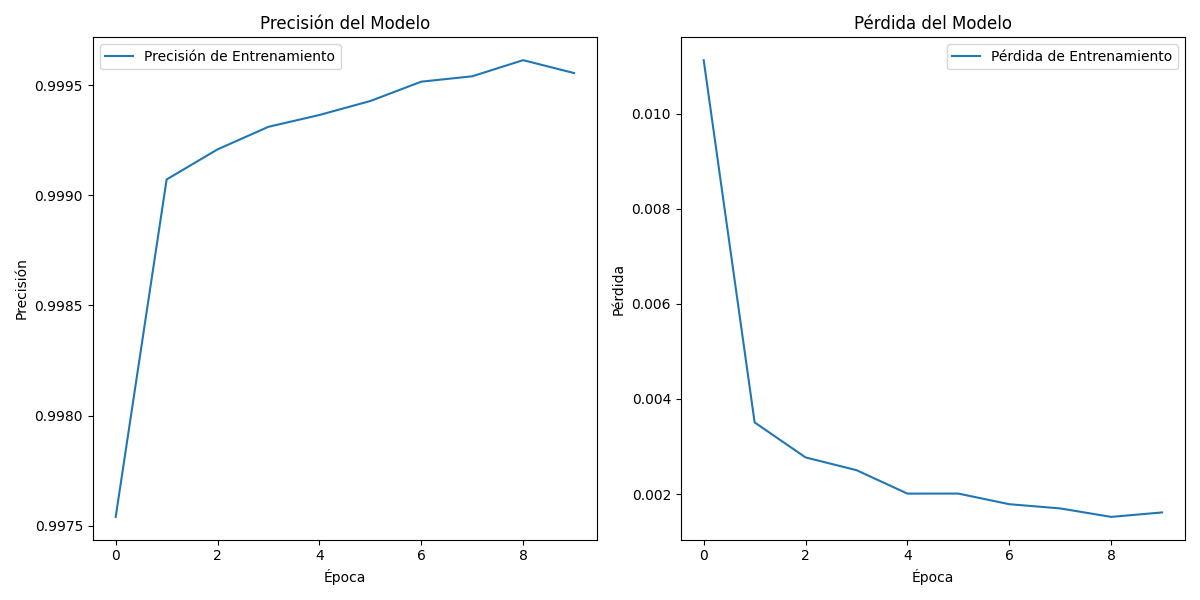 Precisión del Modelo
Precisión de Entrenamiento
0.9995
0.9990
0.9985
0.9980
0.9975
Precisión
0 2 4 6 8
Época
Pérdida del Modelo
Pérdida de Entrenamiento
0.010
0.008
0.006
0.004
0.002
Pérdida
0 2 4 6 8
Época